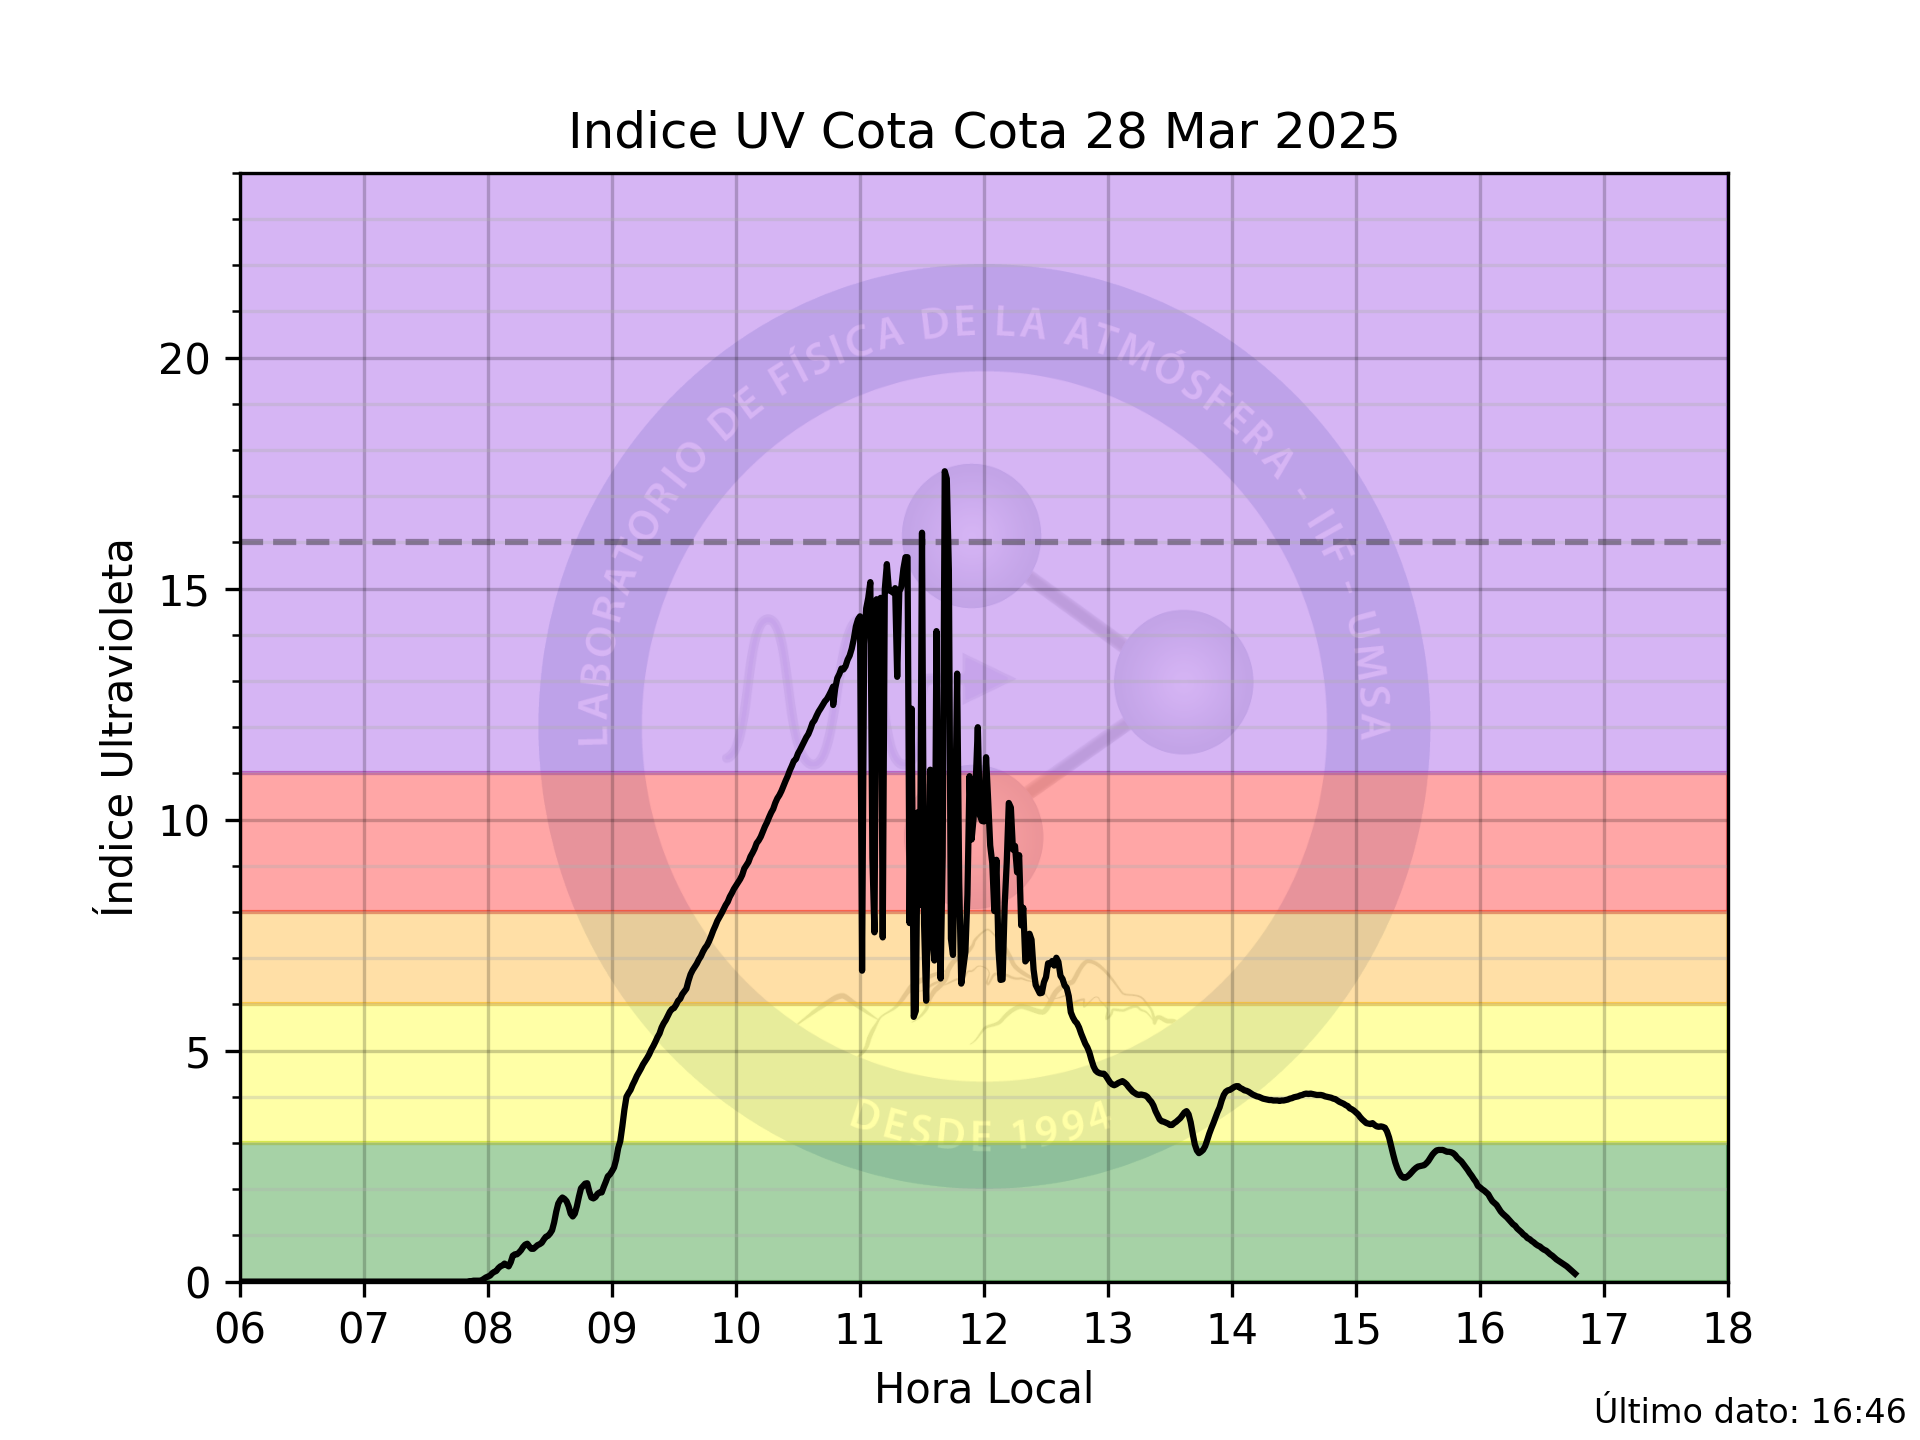 Indice UV Cota Cota 28 Mar 2025
Índice Ultravioleta
20
15
10
5
0
LABORATORIO DE FÍSICA DE LA ATMÓSFERA - IIF - UMSA
DESDE 1994
06 07 08 09 10 11 12 13 14 15 16 17 18
Hora Local
Último dato: 16:46